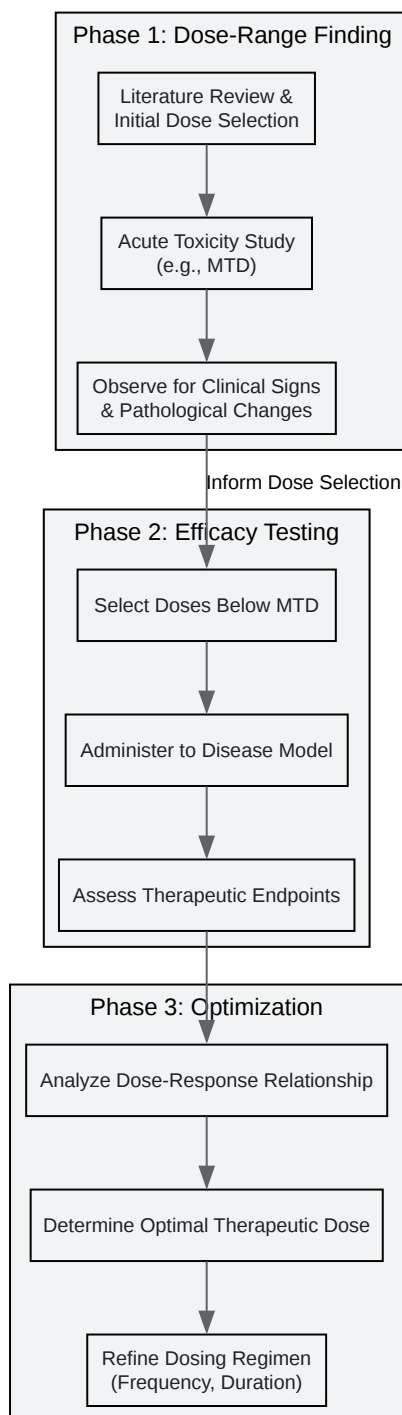 Phase 1: Dose-Range Finding
Literature Review &
Initial Dose Selection
Acute Toxicity Study
(e.g., MTD)
Observe for Clinical Signs
& Pathological Changes
Inform Dose Selection
Phase 2: Efficacy Testing
Select Doses Below MTD
Administer to Disease Model
Assess Therapeutic Endpoints
Phase 3: Optimization
Analyze Dose-Response Relationship
Determine Optimal Therapeutic Dose
Refine Dosing Regimen
(Frequency, Duration)